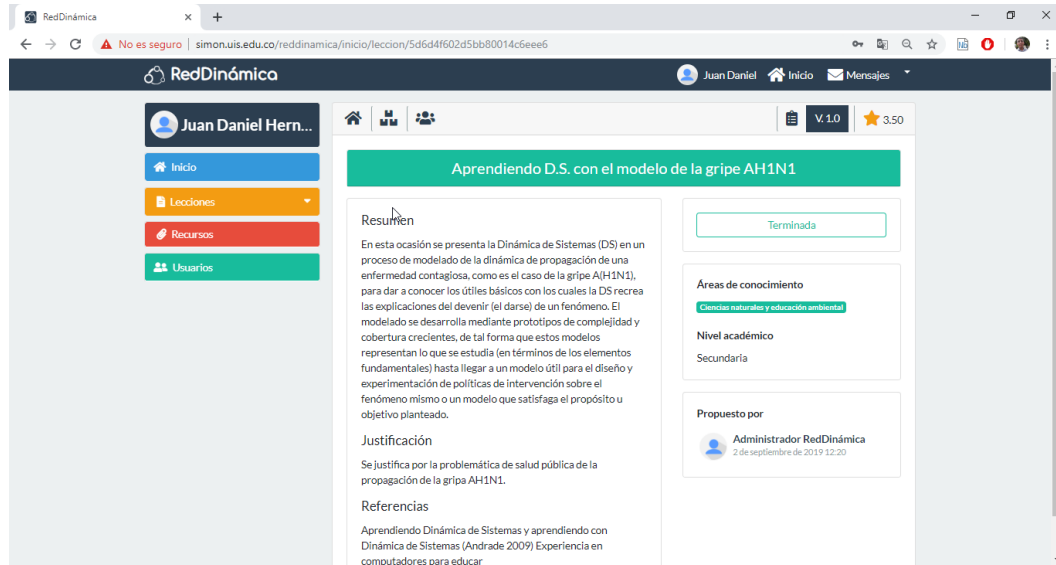 RedDinámica
No es seguro simon.uis.edu.co/reddinamica/inicio/leccion/5d6d4f602d5bb80014c6eee6
RedDinámica
Juan Daniel Inicio Mensajes
Juan Daniel Hern...
V. 1.0 3.50
Inicio
Lecciones
Recursos
Usuarios
Aprendiendo D.S. con el modelo de la gripe AH1N1
Resumen
En esta ocasión se presenta la Dinámica de Sistemas (DS) en un
proceso de modelado de la dinámica de propagación de una
enfermedad contagiosa, como es el caso de la gripe A(H1N1),
para dar a conocer los útiles básicos con los cuales la DS recrea
las explicaciones del devenir (el darse) de un fenómeno. El
modelado se desarrolla mediante prototipos de complejidad y
cobertura crecientes, de tal forma que estos modelos
representan lo que se estudia (en términos de los elementos
fundamentales) hasta llegar a un modelo útil para el diseño y
experimentación de políticas de intervención sobre el
fenómeno mismo o un modelo que satisfaga el propósito u
objetivo planteado.
Justificación
Se justifica por la problemática de salud pública de la
propagación de la gripa AH1N1.
Referencias
Aprendiendo Dinámica de Sistemas y aprendiendo con
Dinámica de Sistemas (Andrade 2009) Experiencia en
computadores para educar
Terminada
Áreas de conocimiento
Ciencias naturales y educación ambiental
Nivel académico
Secundaria
Propuesto por
Administrador RedDinámica
2 de septiembre de 2019 12:20